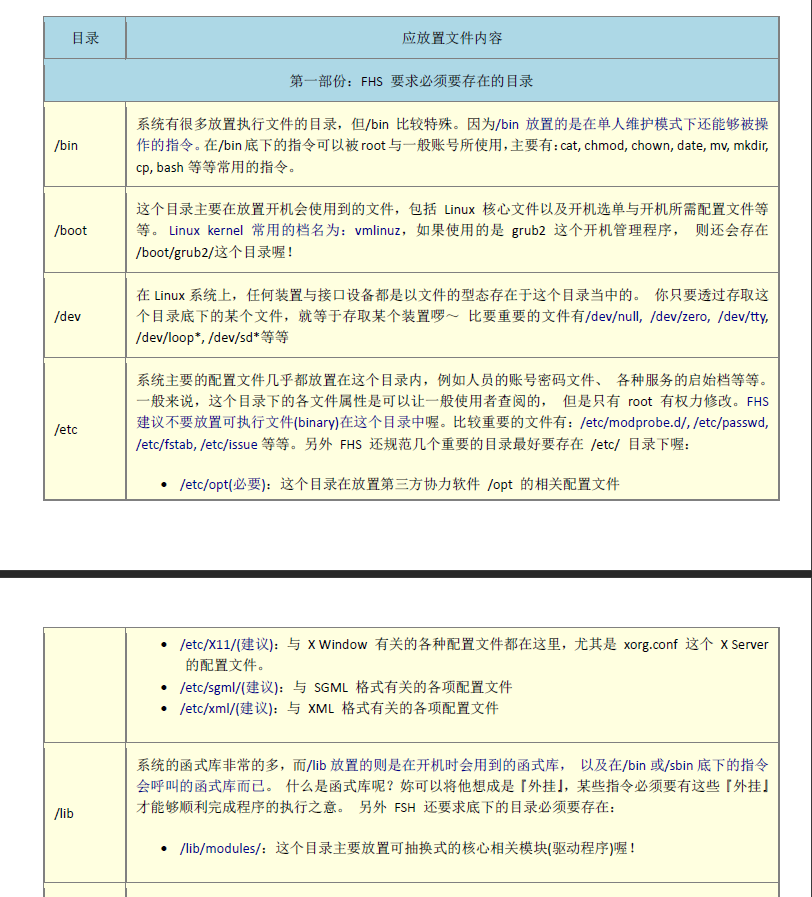 目录 应放置文件内容
第一部份：FHS 要求必须要存在的目录
/bin
系统有很多放置执行文件的目录，但/bin 比较特殊。因为/bin 放置的是在单人维护模式下还能够被操
作的指令。在/bin 底下的指令可以被 root 与一般账号所使用，主要有：cat, chmod, chown, date, mv, mkdir,
cp, bash 等等常用的指令。
/boot
这个目录主要在放置开机会使用到的文件，包括 Linux 核心文件以及开机选单与开机所需配置文件等
等。 Linux kernel 常用的档名为：vmlinuz，如果使用的是 grub2 这个开机管理程序， 则还会存在
/boot/grub2/这个目录喔！
/dev
在 Linux 系统上，任何装置与接口设备都是以文件的型态存在于这个目录当中的。 你只要透过存取这
个目录底下的某个文件，就等于存取某个装置啰～ 比要重要的文件有/dev/null, /dev/zero, /dev/tty,
/dev/loop*, /dev/sd*等等
/etc
系统主要的配置文件几乎都放置在这个目录内，例如人员的账号密码文件、 各种服务的启始档等等。
一般来说，这个目录下的各文件属性是可以让一般使用者查阅的， 但是只有 root 有权力修改。FHS
建议不要放置可执行文件(binary)在这个目录中喔。比较重要的文件有：/etc/modprobe.d/, /etc/passwd,
/etc/fstab, /etc/issue 等等。另外 FHS 还规范几个重要的目录最好要存在 /etc/ 目录下喔：
• /etc/opt(必要)：这个目录在放置第三方协力软件 /opt 的相关配置文件
• /etc/X11/(建议)：与 X Window 有关的各种配置文件都在这里，尤其是 xorg.conf 这个 X Server
的配置文件。
• /etc/sgml/(建议)：与 SGML 格式有关的各项配置文件
• /etc/xml/(建议)：与 XML 格式有关的各项配置文件
/lib
系统的函式库非常的多，而/lib 放置的则是在开机时会用到的函式库， 以及在/bin 或/sbin 底下的指令
会呼叫的函式库而已。 什么是函式库呢？妳可以将他想成是『外挂』，某些指令必须要有这些『外挂』
才能够顺利完成程序的执行之意。 另外 FSH 还要求底下的目录必须要存在：
• /lib/modules/：这个目录主要放置可抽换式的核心相关模块(驱动程序)喔！